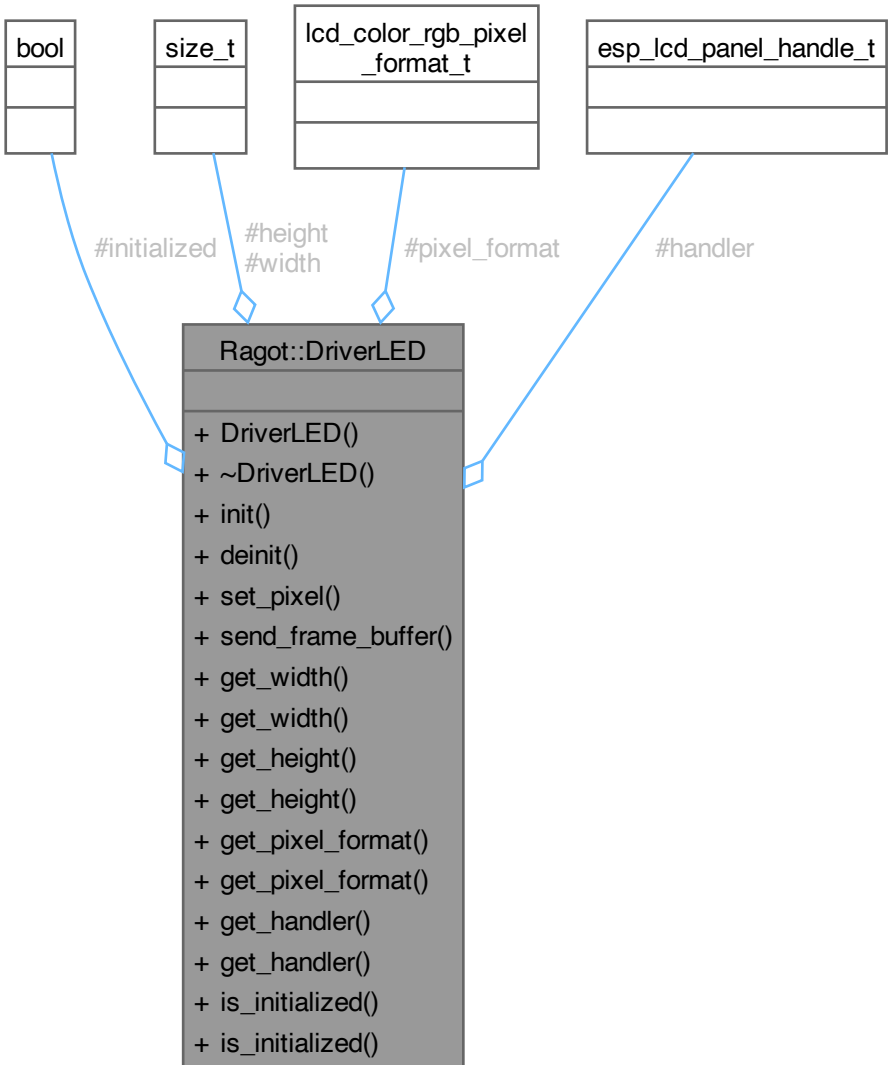 bool
size_t
lcd_color_rgb_pixel
_format_t
esp_lcd_panel_handle_t
#initialized
#height
#width
#pixel_format
#handler
Ragot::DriverLED
+ DriverLED()
+ ~DriverLED()
+ init()
+ deinit()
+ set_pixel()
+ send_frame_buffer()
+ get_width()
+ get_width()
+ get_height()
+ get_height()
+ get_pixel_format()
+ get_pixel_format()
+ get_handler()
+ get_handler()
+ is_initialized()
+ is_initialized()